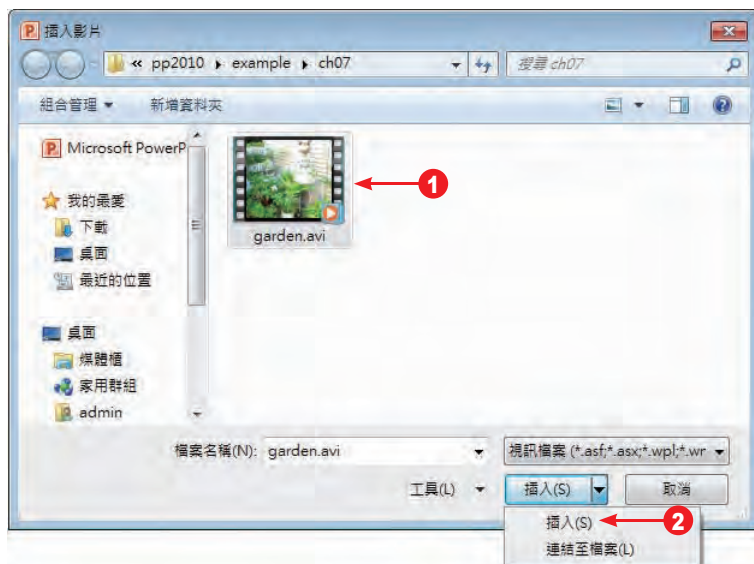 插入影片
« pp2010 ▸ example ▸ ch07
搜尋 ch07
組合管理 ▼ 新增資料夾
Microsoft PowerP
我的最愛
下載
桌面
最近的位置
桌面
媒體櫃
家用群組
admin
garden.avi
1
檔案名稱(N): garden.avi
視訊檔案 (*.asf;*.asx;*.wpl;*.wr
工具(L) 插入(S) 取消
插入(S)
2
連結至檔案(L)